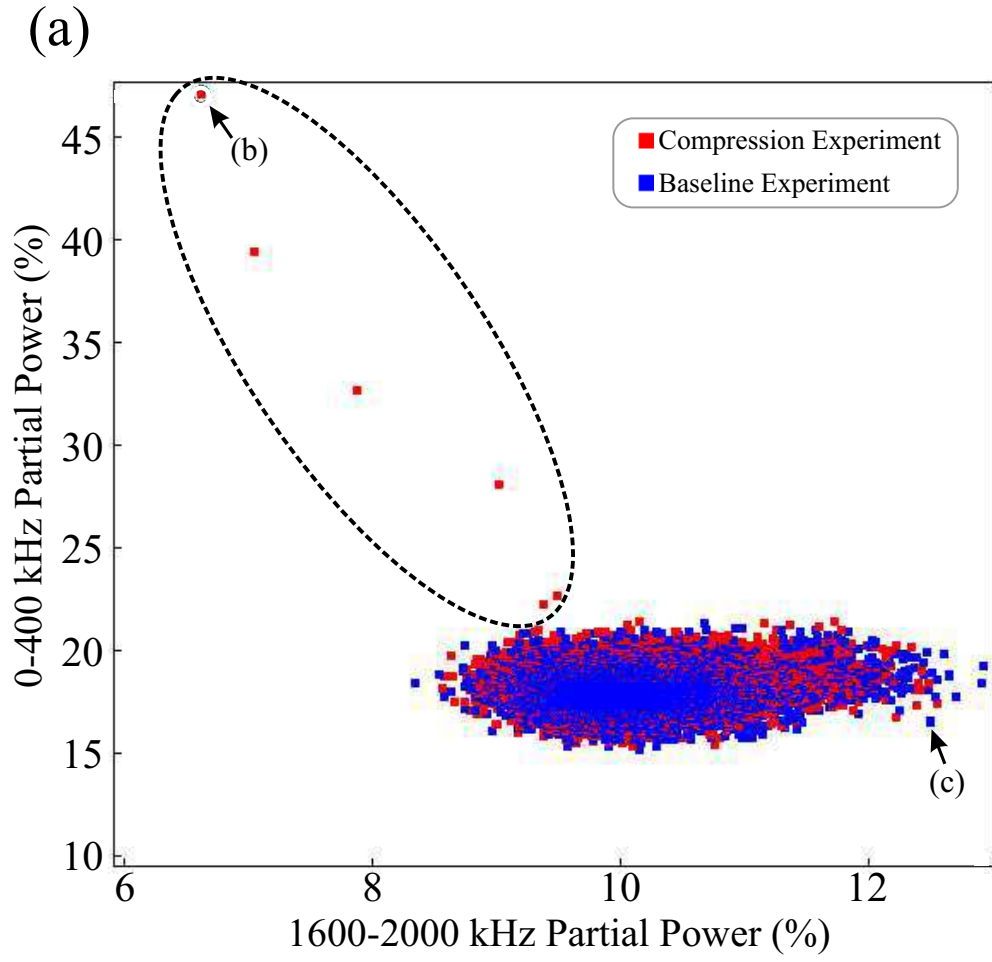 (a)
0-400 kHz Partial Power (%)
45
40
35
30
25
20
15
10
(b)
Compression Experiment
Baseline Experiment
(c)
6
8
10
12
1600-2000 kHz Partial Power (%)